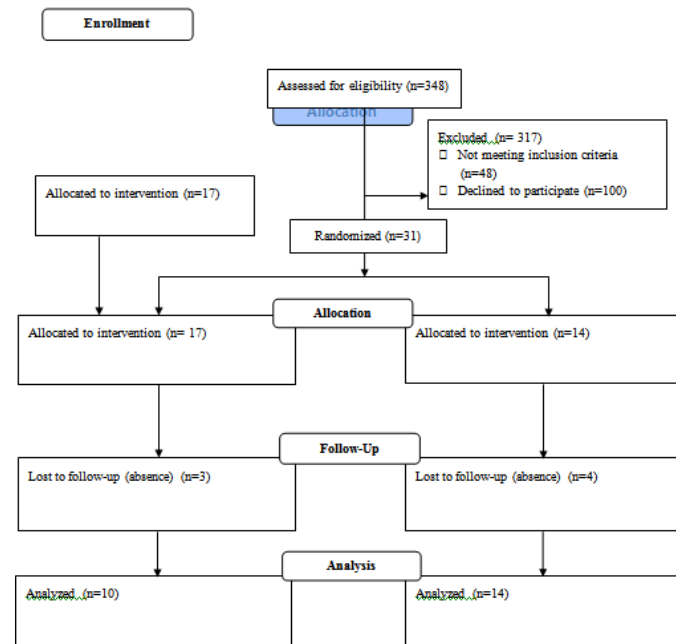 Enrollment
Assessed for eligibility (n=348)
Allocation
Excluded (n= 317)
Not meeting inclusion criteria
(n=48)
Declined to participate (n=100)
Allocated to intervention (n=17)
Randomized (n=31)
Allocation
Allocated to intervention (n= 17)
Allocated to intervention (n=14)
Follow-Up
Lost to follow-up (absence) (n=3)
Lost to follow-up (absence) (n=4)
Analysis
Analyzed (n=10)
Analyzed (n=14)